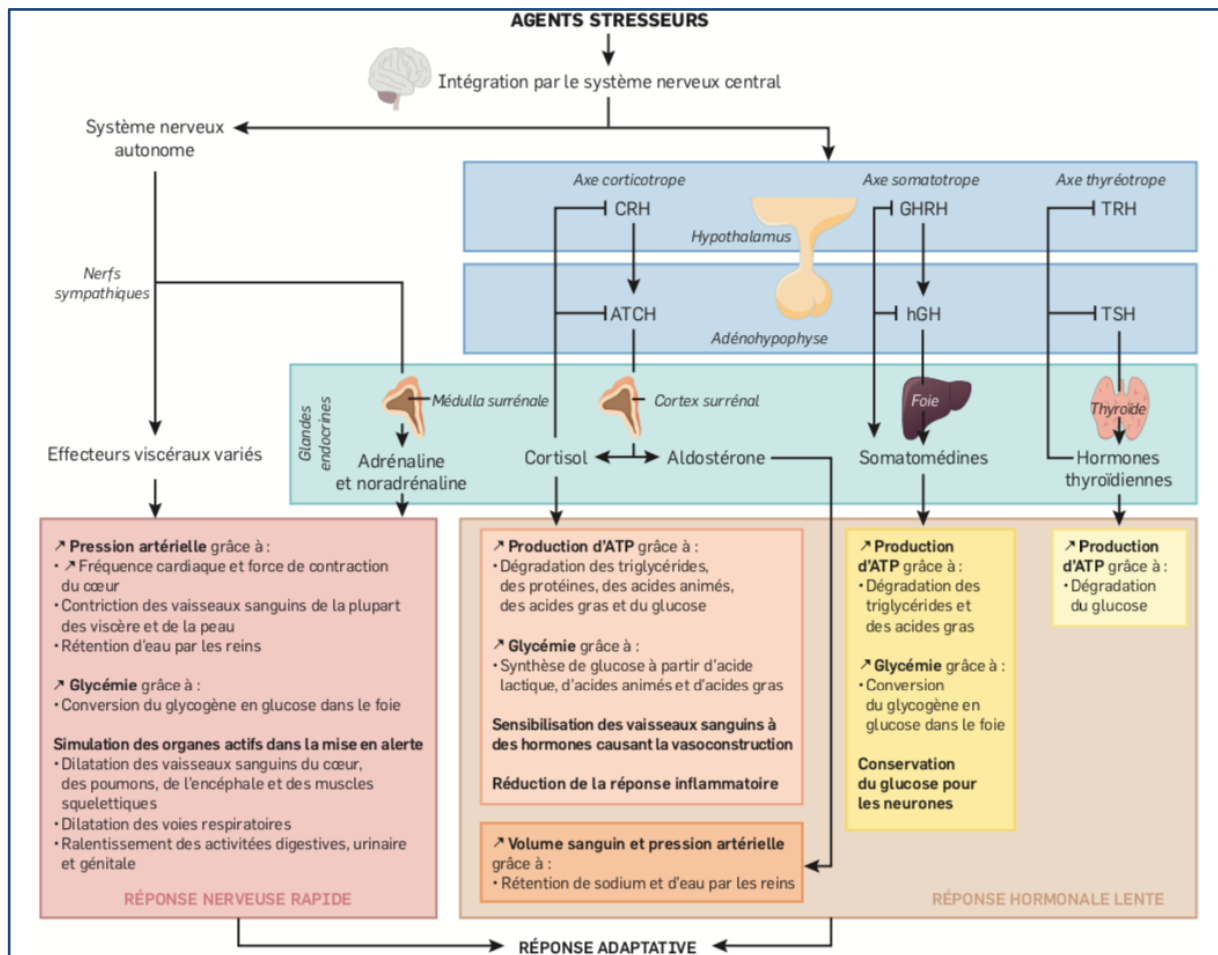 AGENTS STRESSEURS
Intégration par le système nerveux central
Système nerveux
autonome
Nerfs
sympathiques
Axe corticotrope
Axe somatotrope
Axe thyréotrope
CRH
GHRH
TRH
Hypothalamus
ATCH
hGH
TSH
Adénohypophyse
Glandes
endocrines
Médulla surrénale
Cortex surrénal
Foie
Thyroïde
Effecteurs viscéraux variés
Adrénaline
et noradrénaline
Cortisol
Aldostérone
Somatomédines
Hormones
thyroïdiennes
↗ Pression artérielle grâce à :
• ↗ Fréquence cardiaque et force de contraction
du cœur
• Contriction des vaisseaux sanguins de la plupart
des viscère et de la peau
• Rétention d'eau par les reins
↗ Glycémie grâce à :
• Conversion du glycogène en glucose dans le foie
Simulation des organes actifs dans la mise en alerte
• Dilatation des vaisseaux sanguins du cœur,
des poumons, de l'encéphale et des muscles
squelettiques
• Dilatation des voies respiratoires
• Ralentissement des activitées digestives, urinaire
et génitale
RÉPONSE NERVEUSE RAPIDE
↗ Production d'ATP grâce à :
• Dégradation des triglycérides,
des protéines, des acides animés,
des acides gras et du glucose
↗ Glycémie grâce à :
• Synthèse de glucose à partir d'acide
lactique, d'acides animés et d'acides gras
Sensibilisation des vaisseaux sanguins à
des hormones causant la vasoconstruction
Réduction de la réponse inflammatoire
↗ Volume sanguin et pression artérielle
grâce à :
• Rétention de sodium et d'eau par les reins
↗ Production
d'ATP grâce à :
• Dégradation des
triglycérides et
des acides gras
↗ Glycémie grâce à :
• Conversion
du glycogène en
glucose dans le foie
Conservation
du glucose pour
les neurones
↗ Production
d'ATP grâce à :
• Dégradation
du glucose
RÉPONSE HORMONALE LENTE
RÉPONSE ADAPTATIVE